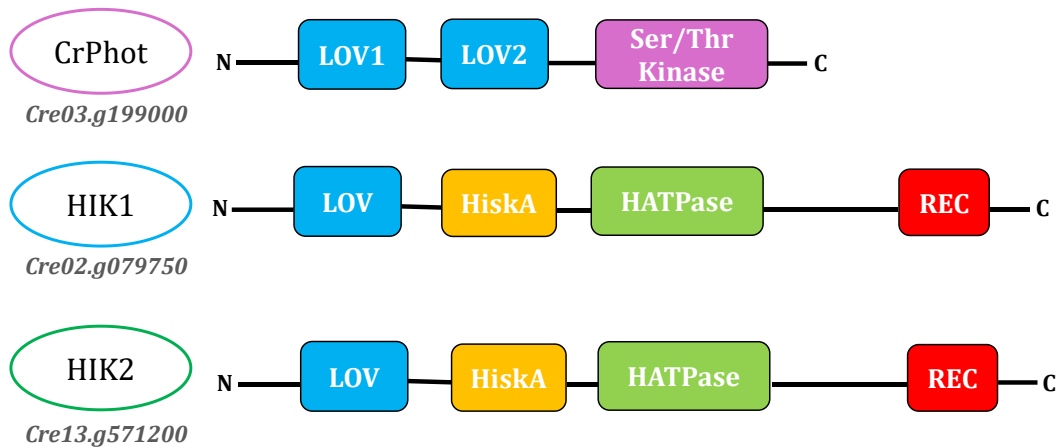 CrPhot
Cre03.g199000
N
LOV1
LOV2
Ser/Thr
Kinase
C
HIK1
Cre02.g079750
N
LOV
HiskA
HATPase
REC
C
HIK2
Cre13.g571200
N
LOV
HiskA
HATPase
REC
C